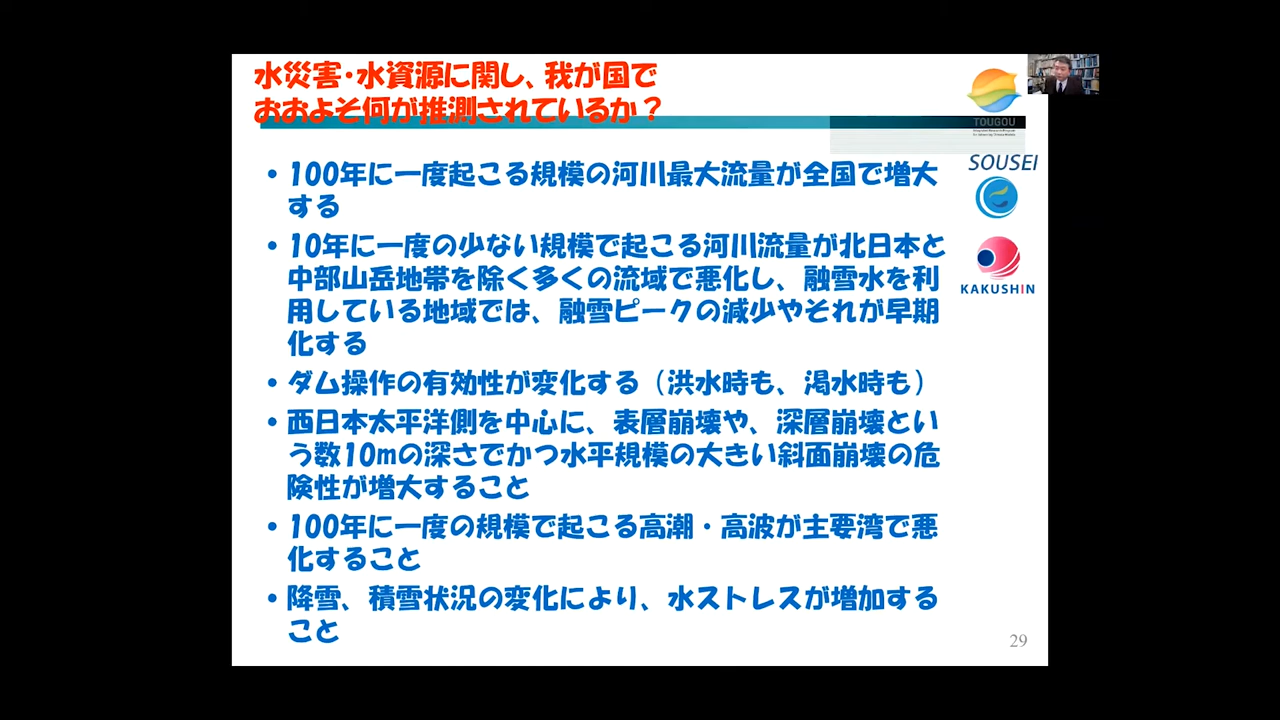 水災害・水資源に関し、我が国で
おおよそ何が推測されているか？
TOUGOU
SOUSEI
KAKUSHIN
• 100年に一度起こる規模の河川最大流量が全国で増大
する
• 10年に一度の少ない規模で起こる河川流量が北日本と
中部山岳地帯を除く多くの流域で悪化し、融雪水を利
用している地域では、融雪ピークの減少やそれが早期
化する
• ダム操作の有効性が変化する（洪水時も、渇水時も）
• 西日本太平洋側を中心に、表層崩壊や、深層崩壊とい
う数10mの深さでかつ水平規模の大きい斜面崩壊の危
険性が増大すること
• 100年に一度の規模で起こる高潮・高波が主要湾で悪
化すること
• 降雪、積雪状況の変化により、水ストレスが増加する
こと
29